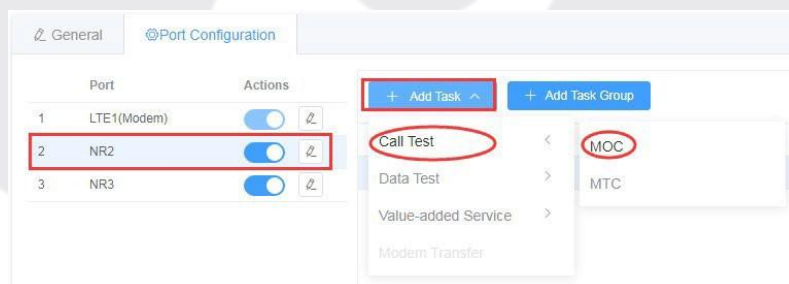 General Port Configuration
Port Actions
+ Add Task + Add Task Group
1 LTE1(Modem)
Call Test MOC
2 NR2
Data Test MTC
3 NR3
Value-added Service
Modem Transfer